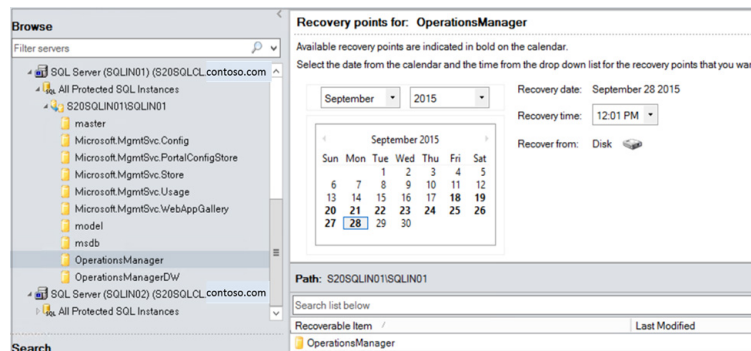 Browse
Filter servers
SQL Server (SQLIN01) (S20SQLCL.contoso.com
All Protected SQL Instances
S20SQLIN01\SQLIN01
master
Microsoft.MgmtSvc.Config
Microsoft.MgmtSvc.PortalConfigStore
Microsoft.MgmtSvc.Store
Microsoft.MgmtSvc.Usage
Microsoft.MgmtSvc.WebAppGallery
model
msdb
OperationsManager
OperationsManagerDW
SQL Server (SQLIN02) (S20SQLCL.contoso.com
All Protected SQL Instances
Search
Recovery points for: OperationsManager
Available recovery points are indicated in bold on the calendar.
Select the date from the calendar and the time from the drop down list for the recovery points that you wan
September 2015
Recovery date: September 28 2015
Recovery time: 12:01 PM
Recover from: Disk
September 2015
Sun Mon Tue Wed Thu Fri Sat
1 2 3 4 5
6 7 8 9 10 11 12
13 14 15 16 17 18 19
20 21 22 23 24 25 26
27 28 29 30
Path: S20SQLIN01\SQLIN01
Search list below
Recoverable Item / Last Modified
OperationsManager